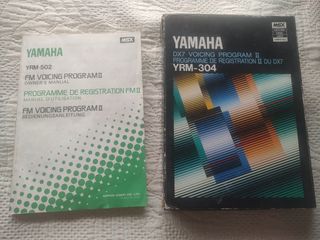 MSX
YAMAHA
YRM-502
FM VOICING PROGRAM II
OWNER'S MANUAL
PROGRAMME DE REGISTRATION FM II
MANUEL D'UTILISATION
FM VOICING PROGRAM II
BEDIENUNGSANLEITUNG
MSX
YAMAHA
DX7 VOICING PROGRAM II
PROGRAMME DE REGISTRATION II DU DX7
YRM-304